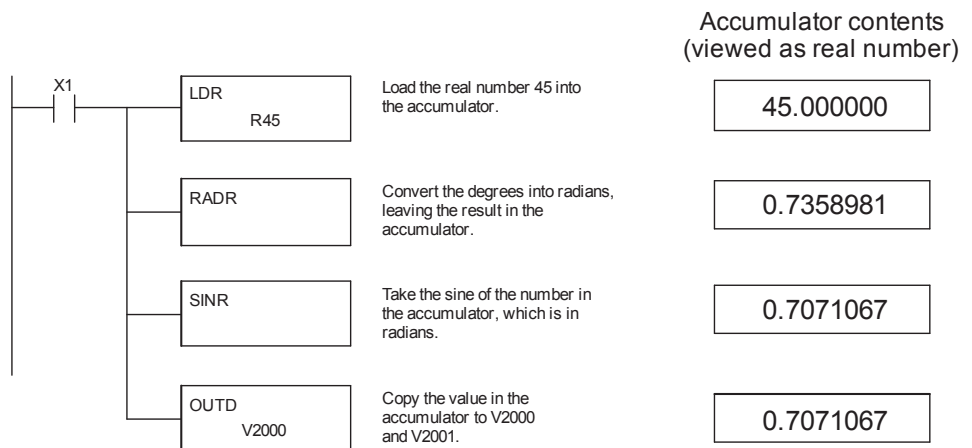 Accumulator contents
(viewed as real number)
X1
LDR
R45
Load the real number 45 into
the accumulator.
45.000000
RADR
Convert the degrees into radians,
leaving the result in the
accumulator.
0.7358981
SINR
Take the sine of the number in
the accumulator, which is in
radians.
0.7071067
OUTD
V2000
Copy the value in the
accumulator to V2000
and V2001.
0.7071067